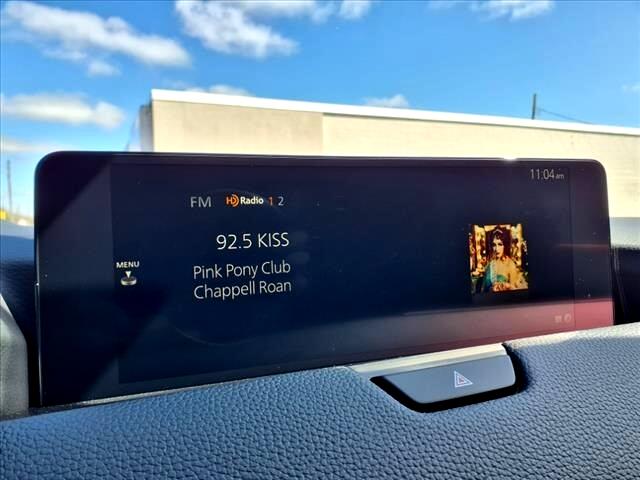 11:04 am
FM HD Radio 1 2
92.5 KISS
MENU
Pink Pony Club
Chappell Roan